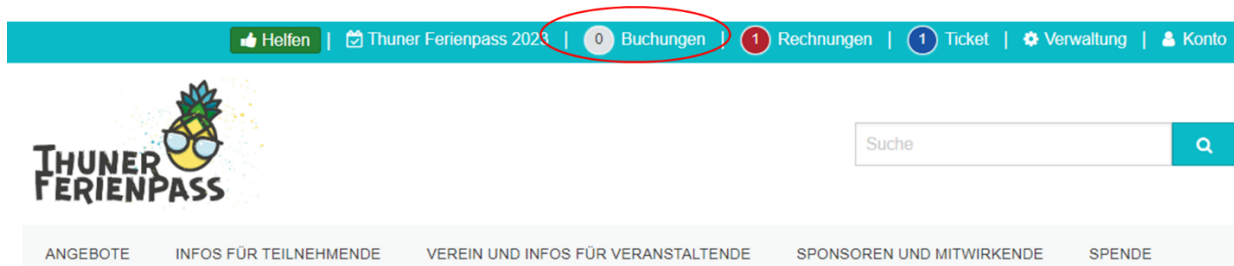 Helfen | Thuner Ferienpass 2023 | 0 Buchungen | 1 Rechnungen | 1 Ticket | Verwaltung | Konto
THUNER
FERIENPASS
Suche
ANGEBOTE INFOS FÜR TEILNEHMENDE VEREIN UND INFOS FÜR VERANSTALTENDE SPONSOREN UND MITWIRKENDE SPENDE